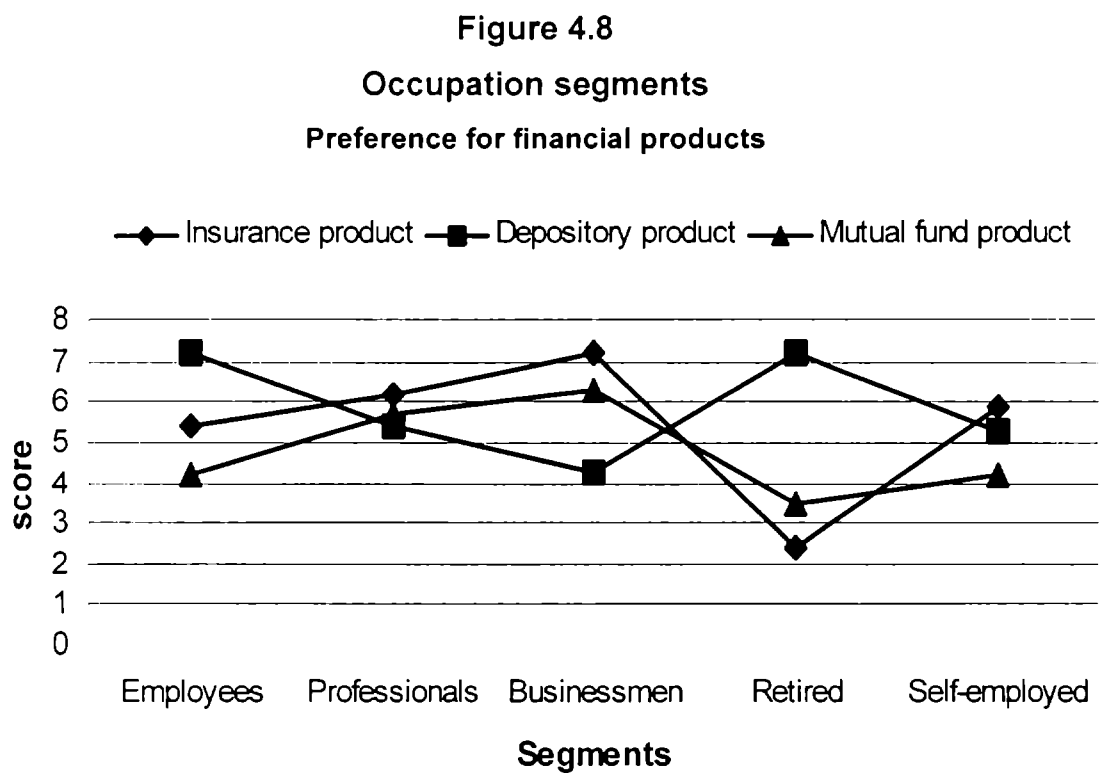 Figure 4.8
Occupation segments
Preference for financial products
Insurance product Depository product Mutual fund product
8
7
6
5
4
3
2
1
0
score
Employees Professionals Businessmen Retired Self-employed
Segments